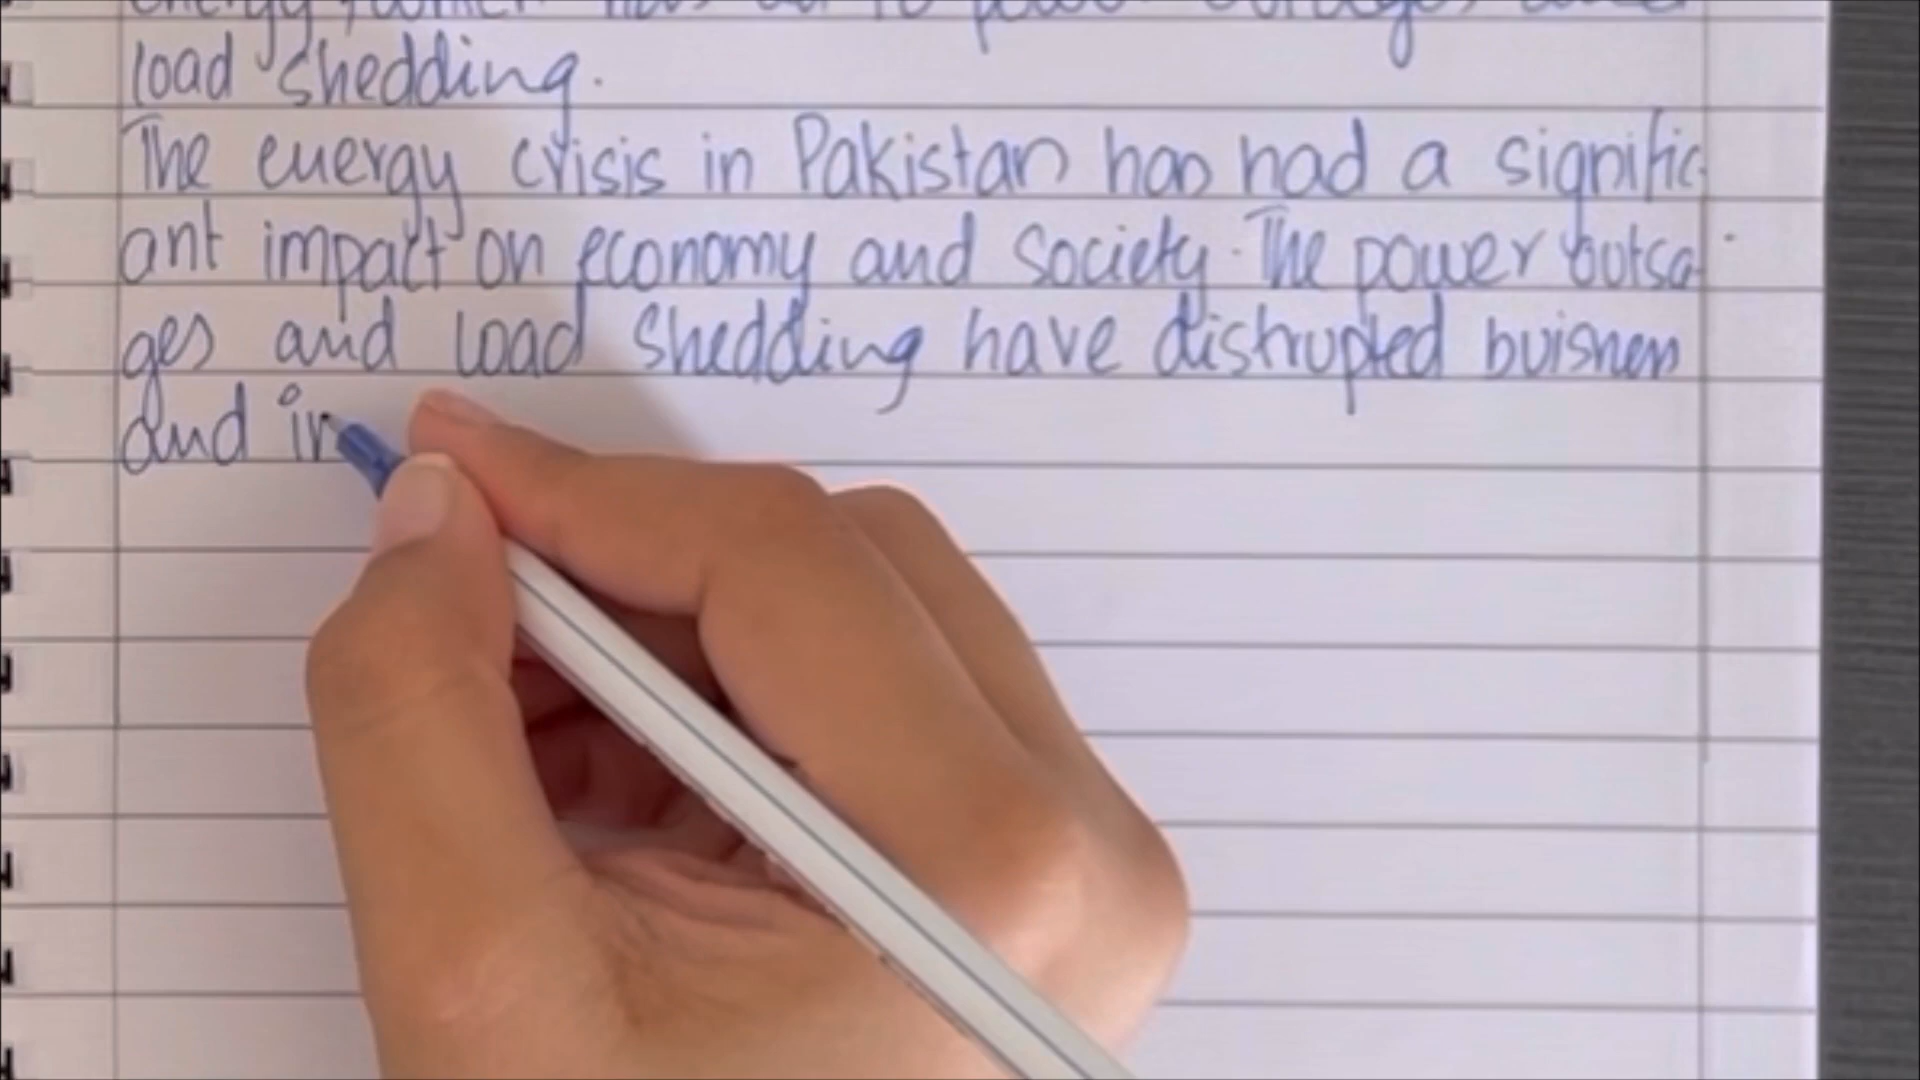 load shedding.
The energy crisis in Pakistan has had a signific
ant impact on economy and society. The power outsa
ges and load shedding have distrupted buisness
and in